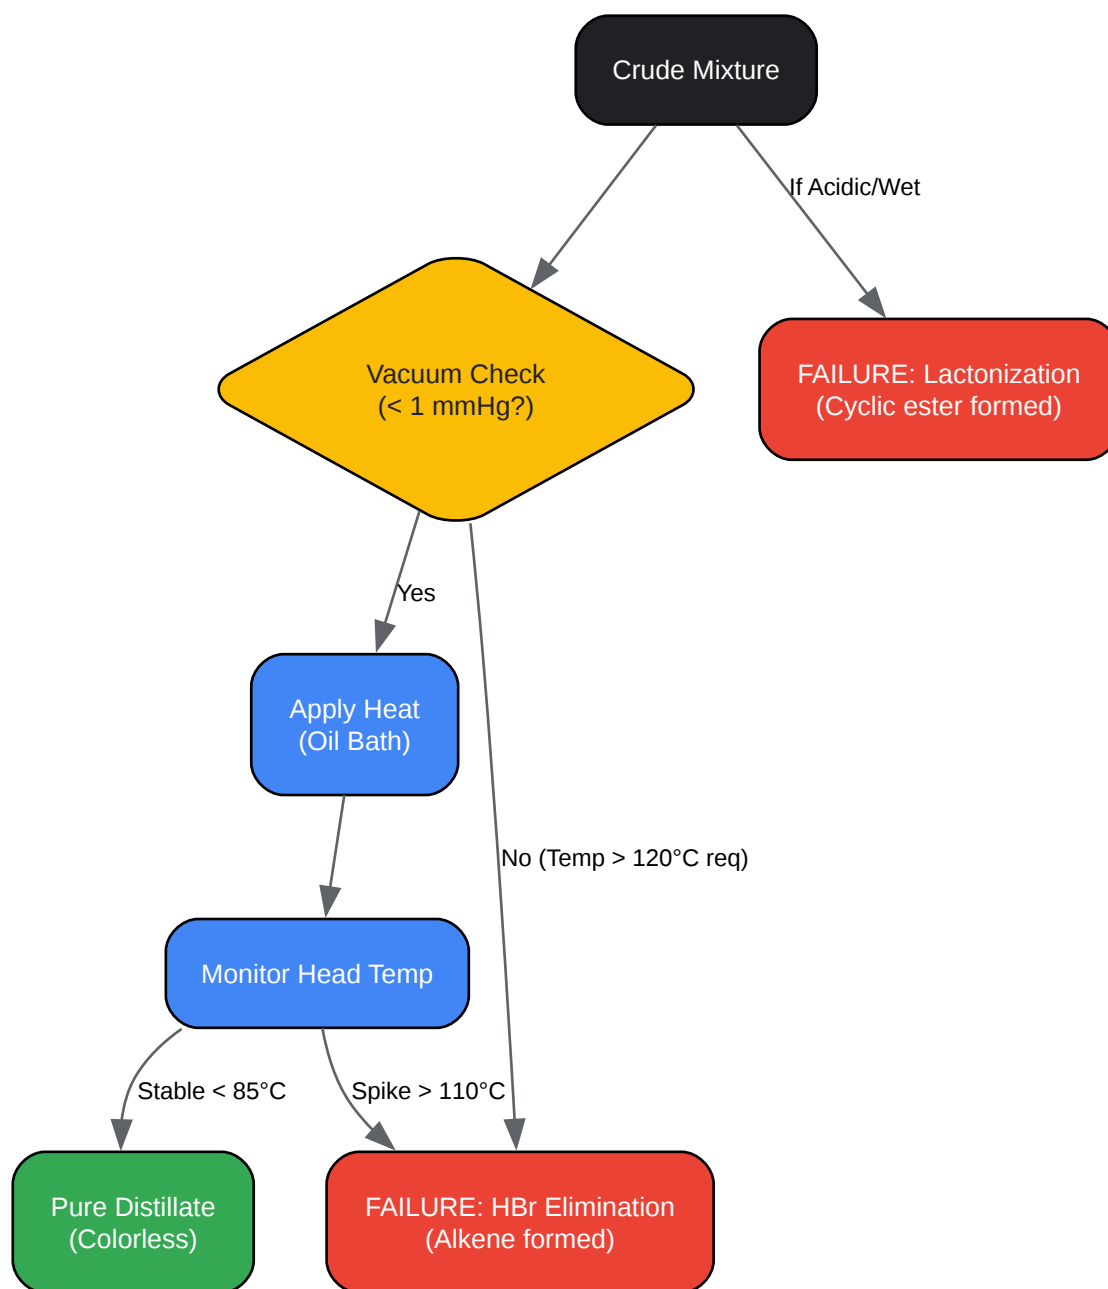 Crude Mixture
If Acidic/Wet
Vacuum Check
(< 1 mmHg?)
FAILURE: Lactonization
(Cyclic ester formed)
Yes
Apply Heat
(Oil Bath)
No (Temp > 120°C req)
Monitor Head Temp
Stable < 85°C
Spike > 110°C
Pure Distillate
(Colorless)
FAILURE: HBr Elimination
(Alkene formed)